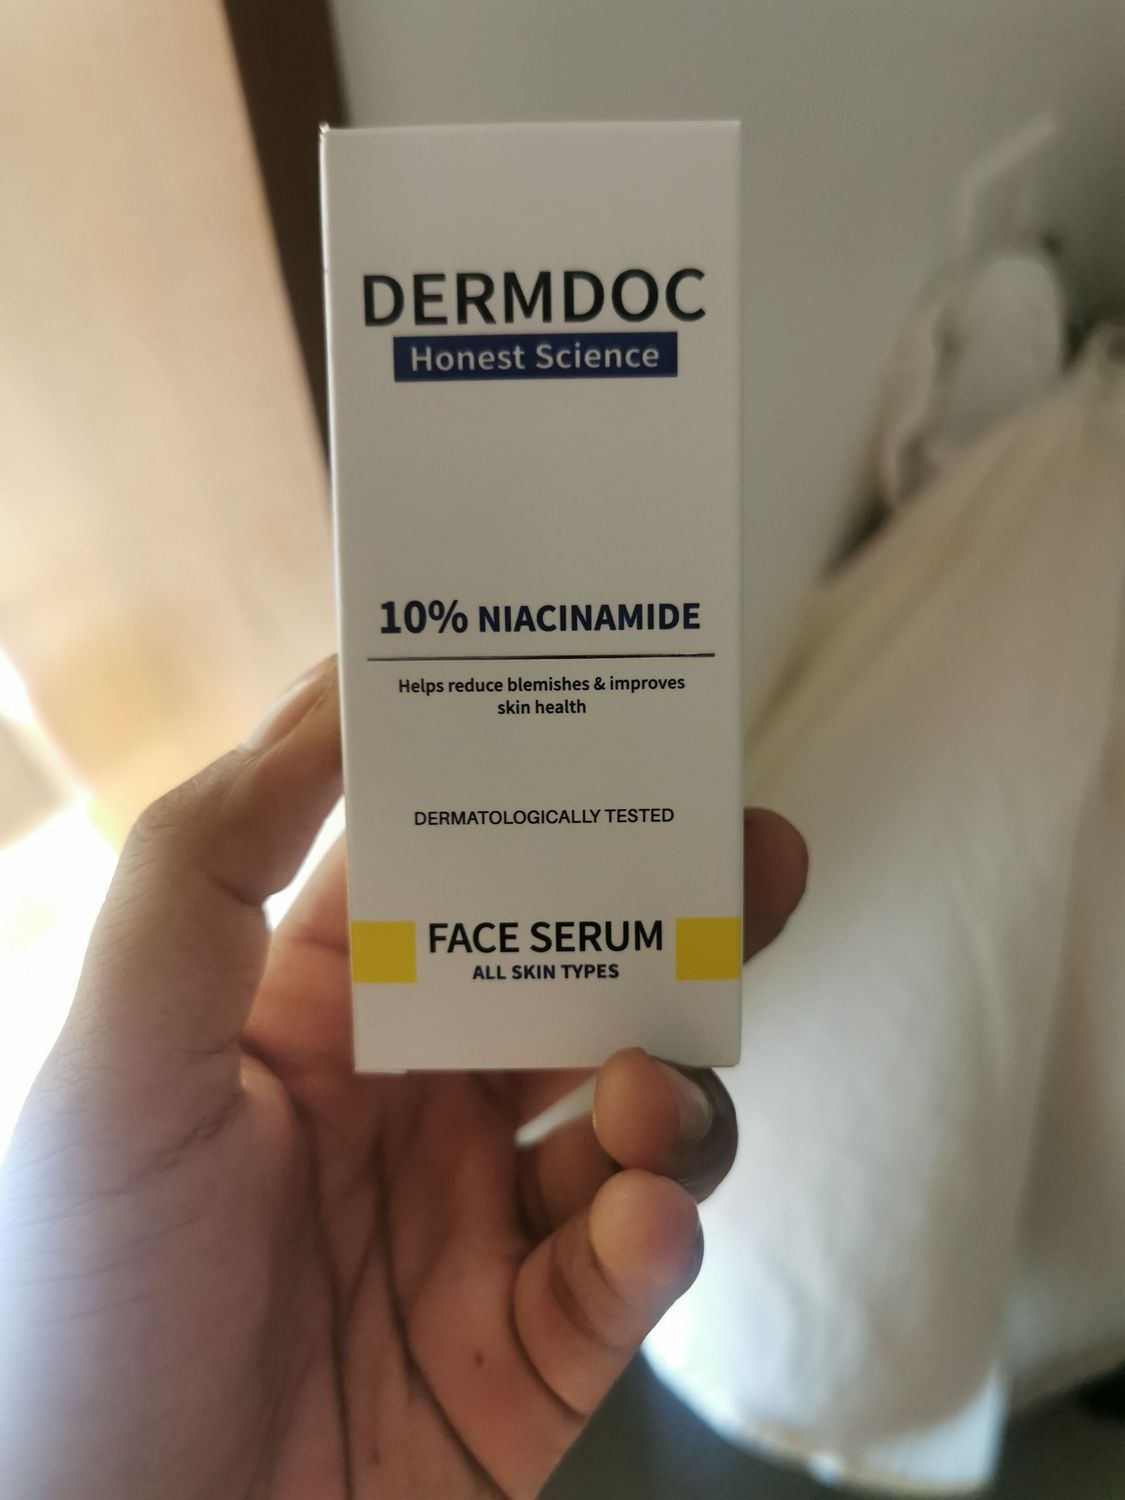 DERMDOC
Honest Science
10% NIACINAMIDE
Helps reduce blemishes & improves
skin health
DERMATOLOGICALLY TESTED
FACE SERUM
ALL SKIN TYPES